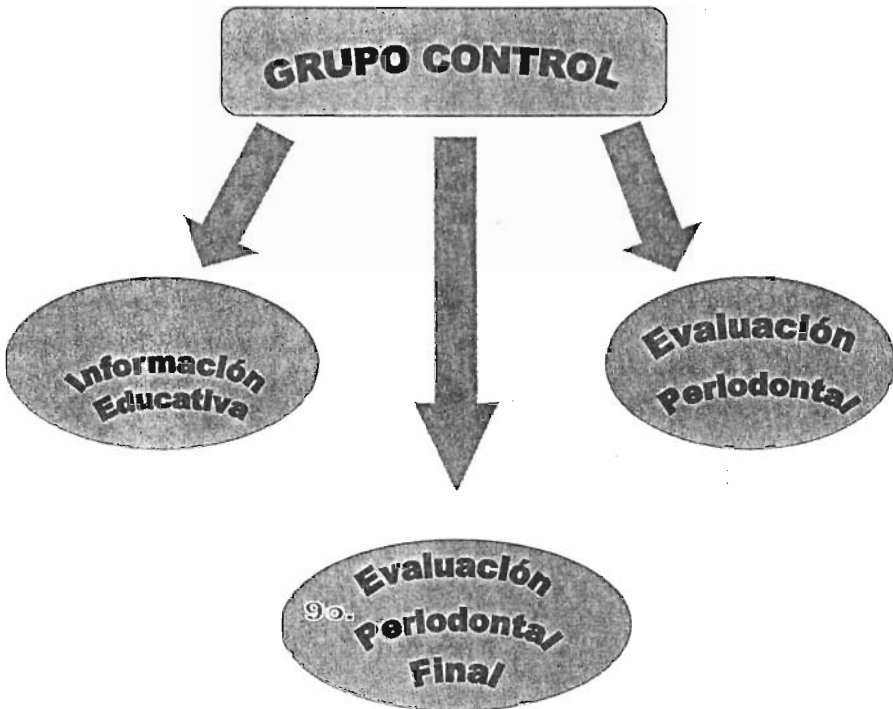 GRUPO CONTROL
Información
Educativa
Evaluación
Periodontal
9o.
Evaluación
Periodontal
Final